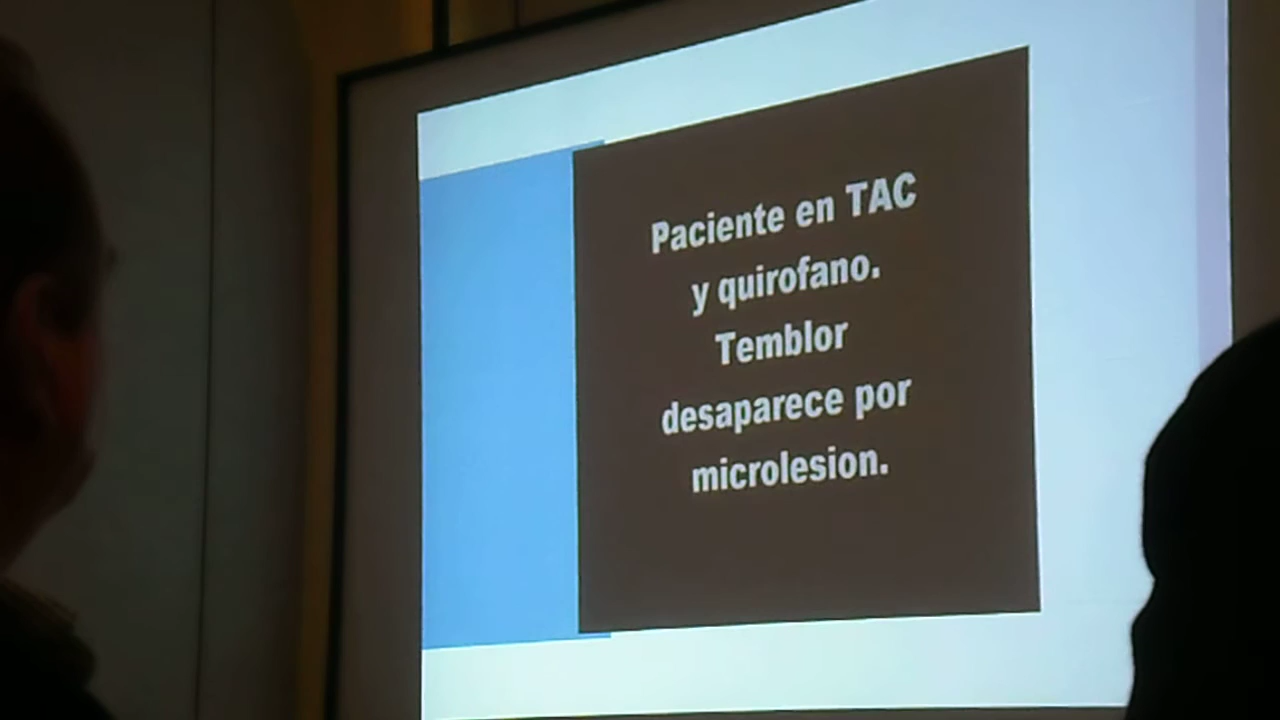 Paciente en TAC
y quirofano.
Temblor
desaparece por
microlesion.